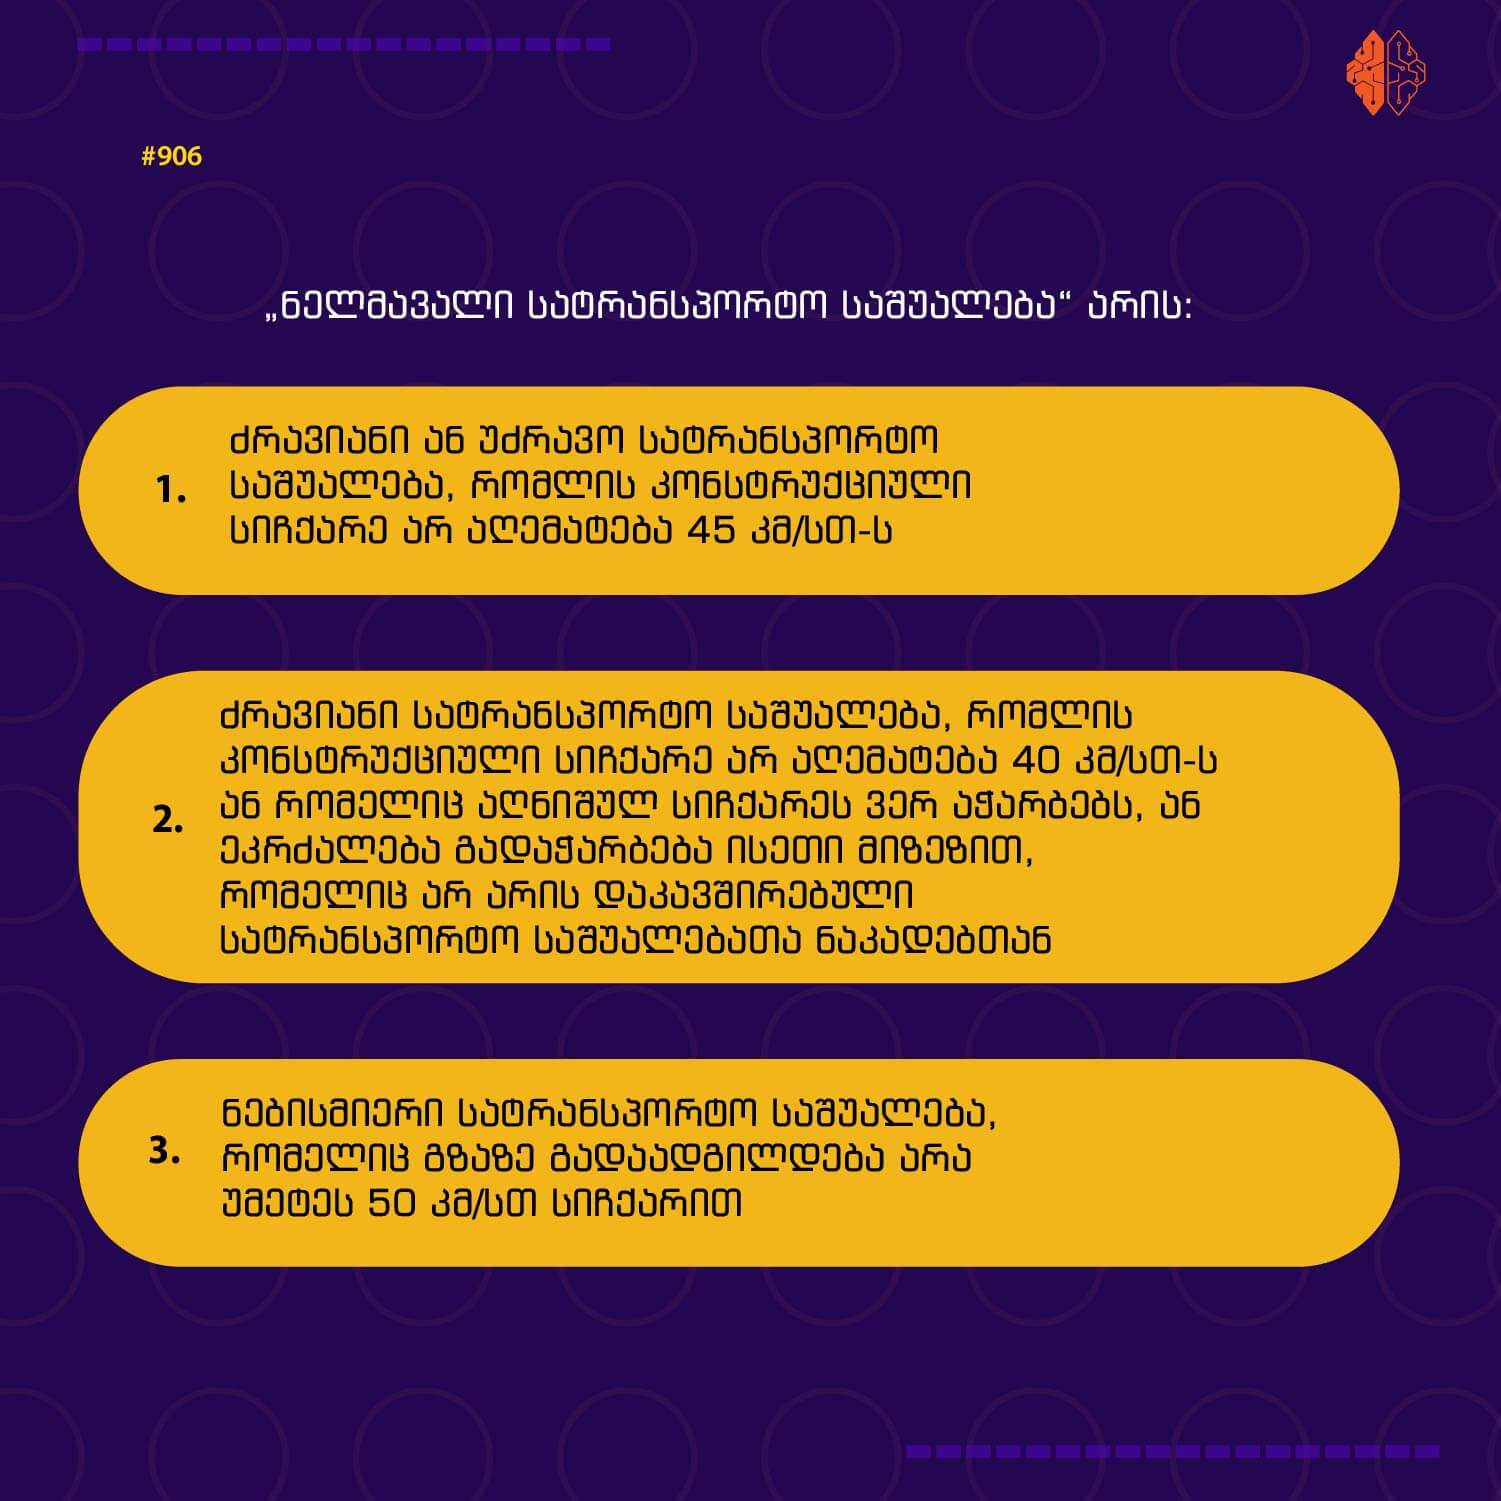 #906
„ნელმავალი სატრანსპორტო საშუალება“ არის:
1.
ძრავიანი ან უძრავო სატრანსპორტო
საშუალება, რომლის კონსტრუქციული
სიჩქარე არ აღემატება 45 კმ/სთ-ს
2.
ძრავიანი სატრანსპორტო საშუალება, რომლის
კონსტრუქციული სიჩქარე არ აღემატება 40 კმ/სთ-ს
ან რომელიც აღნიშულ სიჩქარეს ვერ აჭარბებს, ან
ეკრძალება გადაჭარბება ისეთი მიზეზით,
რომელიც არ არის დაკავშირებული
სატრანსპორტო საშუალებათა ნაკადებთან
3.
ნებისმიერი სატრანსპორტო საშუალება,
რომელიც გზაზე გადაადგილდება არა
უმეტეს 50 კმ/სთ სიჩქარით